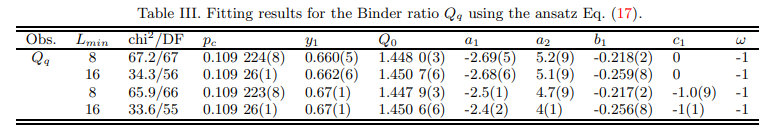 Table III. Fitting results for the Binder ratio Q_q using the ansatz Eq. (17).
Obs. L_min chi²/DF p_c y_1 Q_0 a_1 a_2 b_1 c_1 ω
Q_q 8 67.2/67 0.109 224(8) 0.660(5) 1.448 0(3) -2.69(5) 5.2(9) -0.218(2) 0 -1
16 34.3/56 0.109 26(1) 0.662(6) 1.450 7(6) -2.68(6) 5.1(9) -0.259(8) 0 -1
8 65.9/66 0.109 223(8) 0.67(1) 1.447 9(3) -2.5(1) 4.7(9) -0.217(2) -1.0(9) -1
16 33.6/55 0.109 26(1) 0.67(1) 1.450 6(6) -2.4(2) 4(1) -0.256(8) -1(1) -1